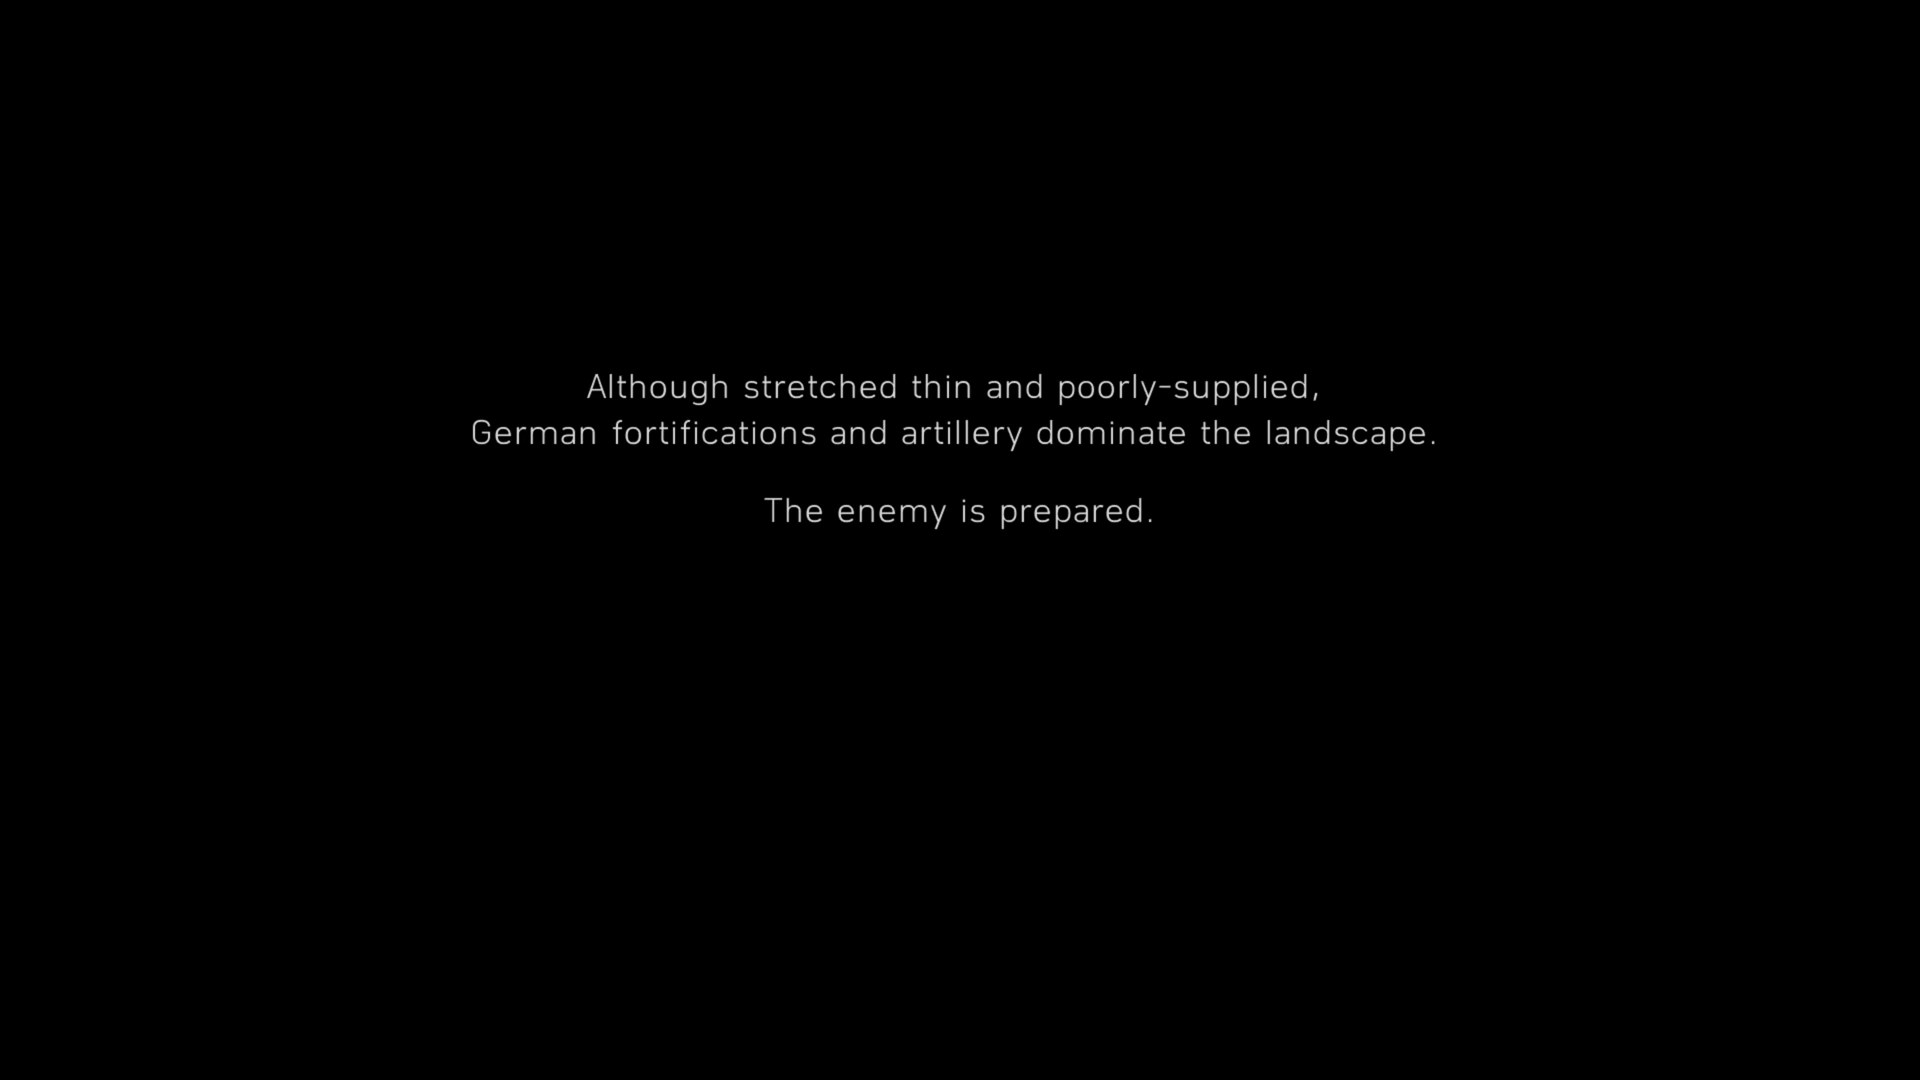 Although stretched thin and poorly-supplied,
German fortifications and artillery dominate the landscape.
The enemy is prepared.